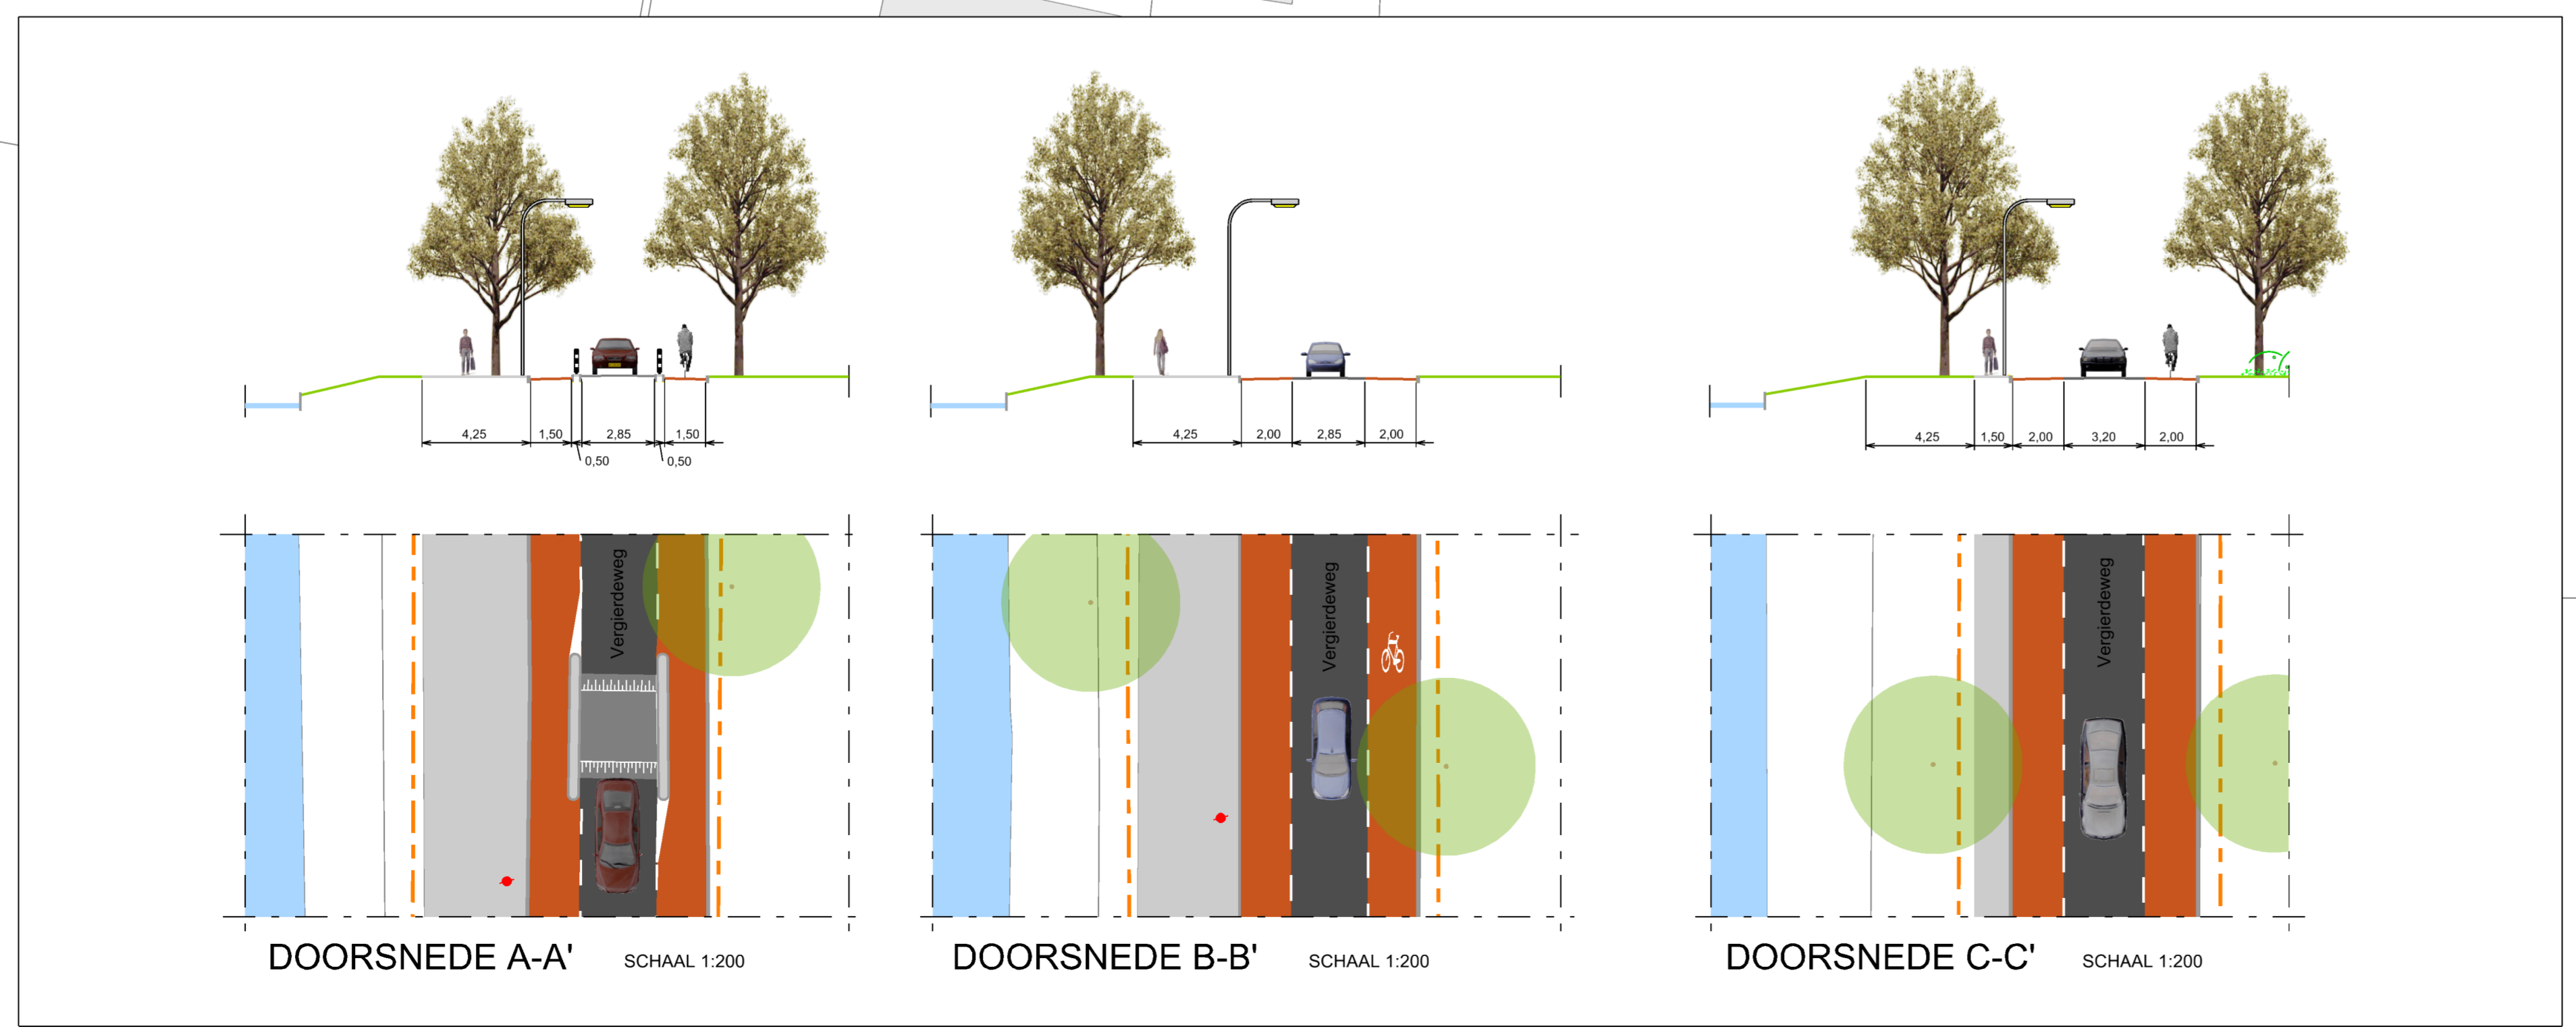 4,25 1,50 2,85 1,50
0,50 0,50
4,25 2,00 2,85 2,00
4,25 1,50 2,00 3,20 2,00
Vergierdeweg
Vergierdeweg
Vergierdeweg
DOORSNEDE A-A' SCHAAL 1:200
DOORSNEDE B-B' SCHAAL 1:200
DOORSNEDE C-C' SCHAAL 1:200